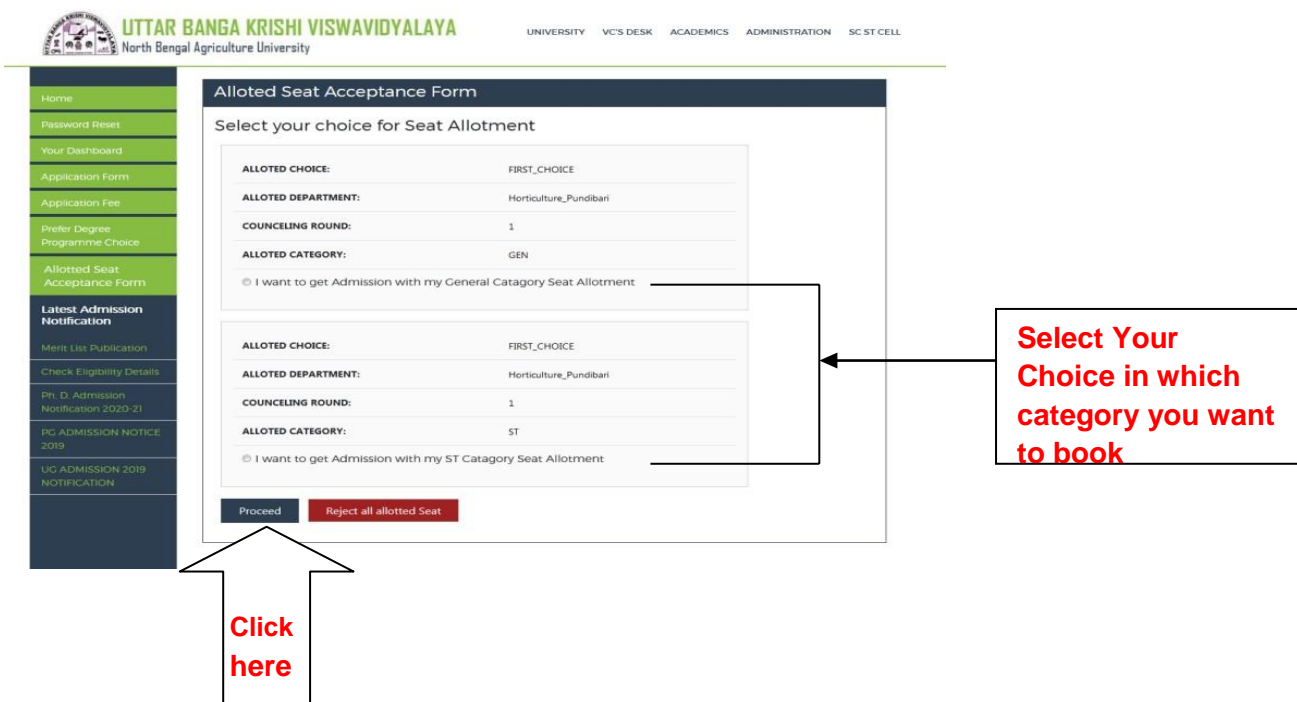 UTTAR BANGA KRISHI VISWAVIDYALAYA
North Bengal Agriculture University
UNIVERSITY VC'S DESK ACADEMICS ADMINISTRATION SC ST CELL
Home
Password Reset
Your Dashboard
Application Form
Application Fee
Prefer Degree
Programme Choice
Allotted Seat
Acceptance Form
Latest Admission
Notification
Merit List Publication
Check Eligibility Details
Ph. D. Admission
Notification 2020-21
PG ADMISSION NOTICE
2019
UG ADMISSION 2019
NOTIFICATION
Alloted Seat Acceptance Form
Select your choice for Seat Allotment
ALLOTED CHOICE: FIRST_CHOICE
ALLOTED DEPARTMENT: Horticulture_Pundibari
COUNCELING ROUND: 1
ALLOTED CATEGORY: GEN
I want to get Admission with my General Catagory Seat Allotment
ALLOTED CHOICE: FIRST_CHOICE
ALLOTED DEPARTMENT: Horticulture_Pundibari
COUNCELING ROUND: 1
ALLOTED CATEGORY: ST
I want to get Admission with my ST Catagory Seat Allotment
Proceed Reject all allotted Seat
Select Your
Choice in which
category you want
to book
Click
here